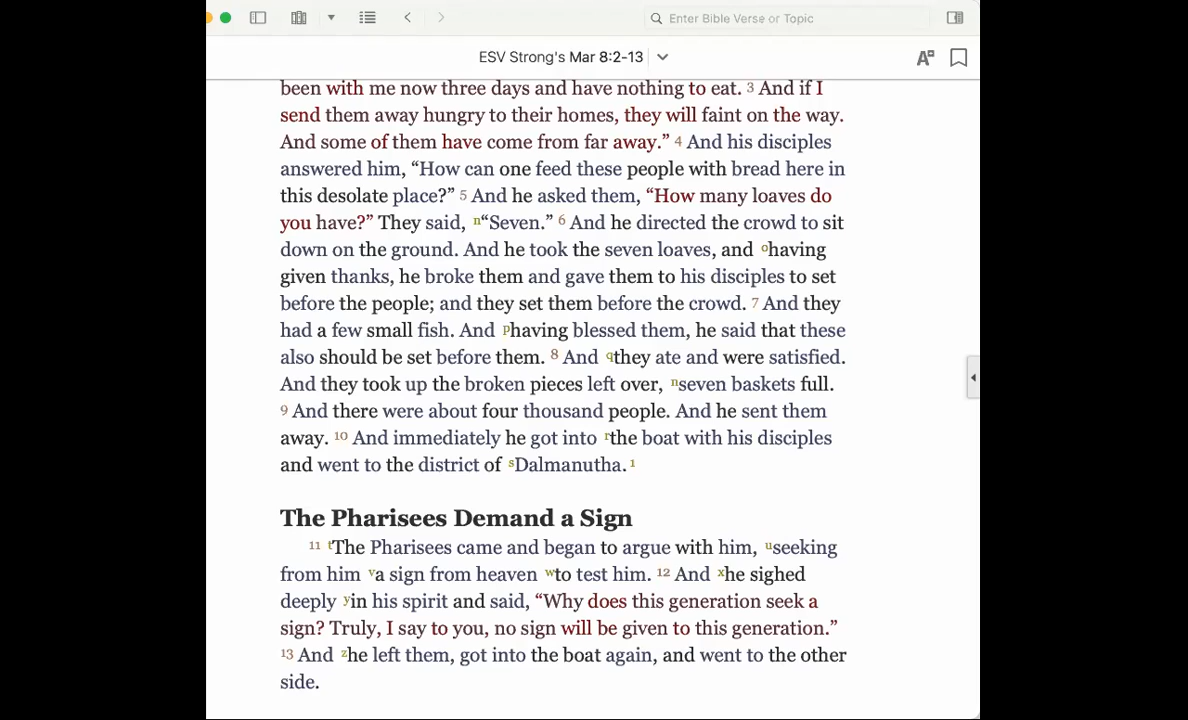 Enter Bible Verse or Topic
ESV Strong's Mar 8:2-13
A
been with me now three days and have nothing to eat. 3 And if I
send them away hungry to their homes, they will faint on the way.
And some of them have come from far away.” 4 And his disciples
answered him, “How can one feed these people with bread here in
this desolate place?” 5 And he asked them, “How many loaves do
you have?” They said, n“Seven.” 6 And he directed the crowd to sit
down on the ground. And he took the seven loaves, and ohaving
given thanks, he broke them and gave them to his disciples to set
before the people; and they set them before the crowd. 7 And they
had a few small fish. And phaving blessed them, he said that these
also should be set before them. 8 And qthey ate and were satisfied.
And they took up the broken pieces left over, nseven baskets full.
9 And there were about four thousand people. And he sent them
away. 10 And immediately he got into rthe boat with his disciples
and went to the district of sDalmanutha. 1
The Pharisees Demand a Sign
11 tThe Pharisees came and began to argue with him, useeking
from him va sign from heaven wto test him. 12 And xhe sighed
deeply yin his spirit and said, “Why does this generation seek a
sign? Truly, I say to you, no sign will be given to this generation.”
13 And zhe left them, got into the boat again, and went to the other
side.